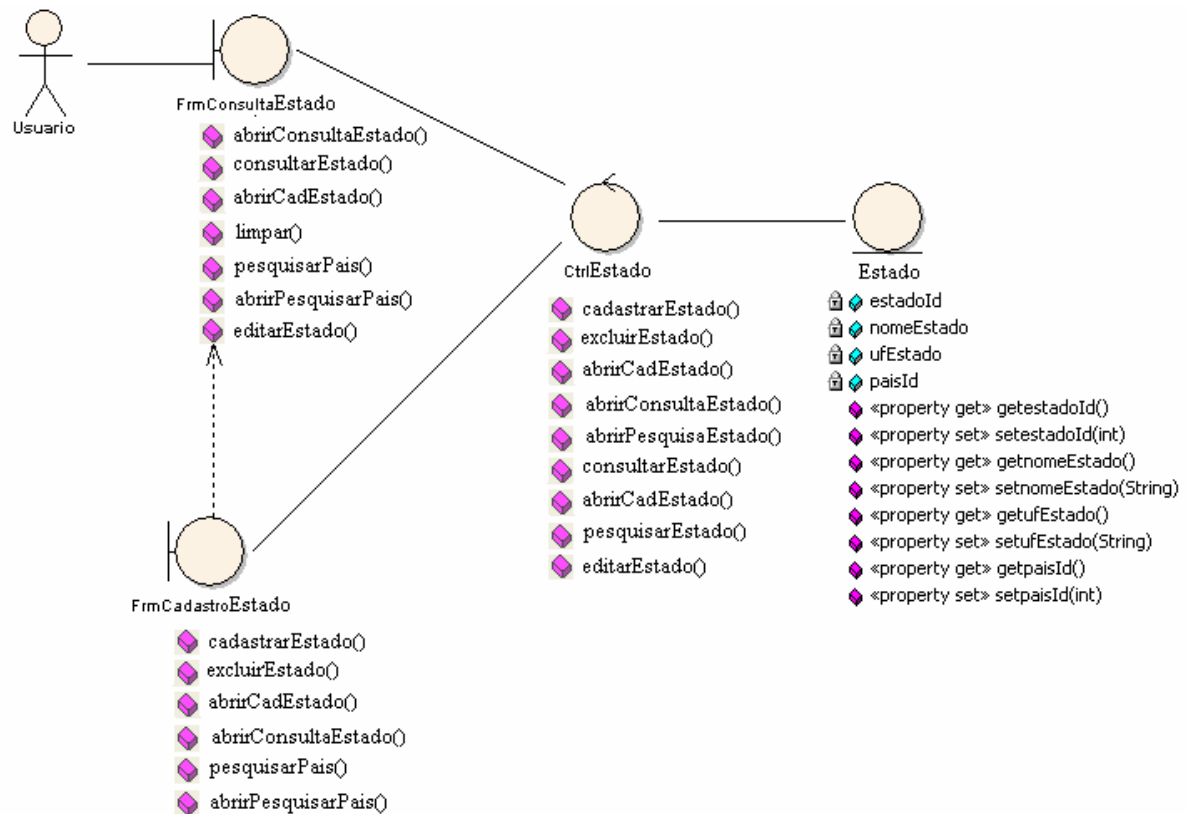 Usuario
FrmConsultaEstado
abrirConsultaEstado()
consultarEstado()
abrirCadEstado()
limpar()
pesquisarPais()
abrirPesquisarPais()
editarEstado()
CtrlEstado
cadastrarEstado()
excluirEstado()
abrirCadEstado()
abrirConsultaEstado()
abrirPesquisaEstado()
consultarEstado()
abrirCadEstado()
pesquisarEstado()
editarEstado()
Estado
estadoId
nomeEstado
ufEstado
paisId
«property get» getestadoId()
«property set» setestadoId(int)
«property get» getnomeEstado()
«property set» setnomeEstado(String)
«property get» getufEstado()
«property set» setufEstado(String)
«property get» getpaisId()
«property set» setpaisId(int)
FrmCadastroEstado
cadastrarEstado()
excluirEstado()
abrirCadEstado()
abrirConsultaEstado()
pesquisarPais()
abrirPesquisarPais()